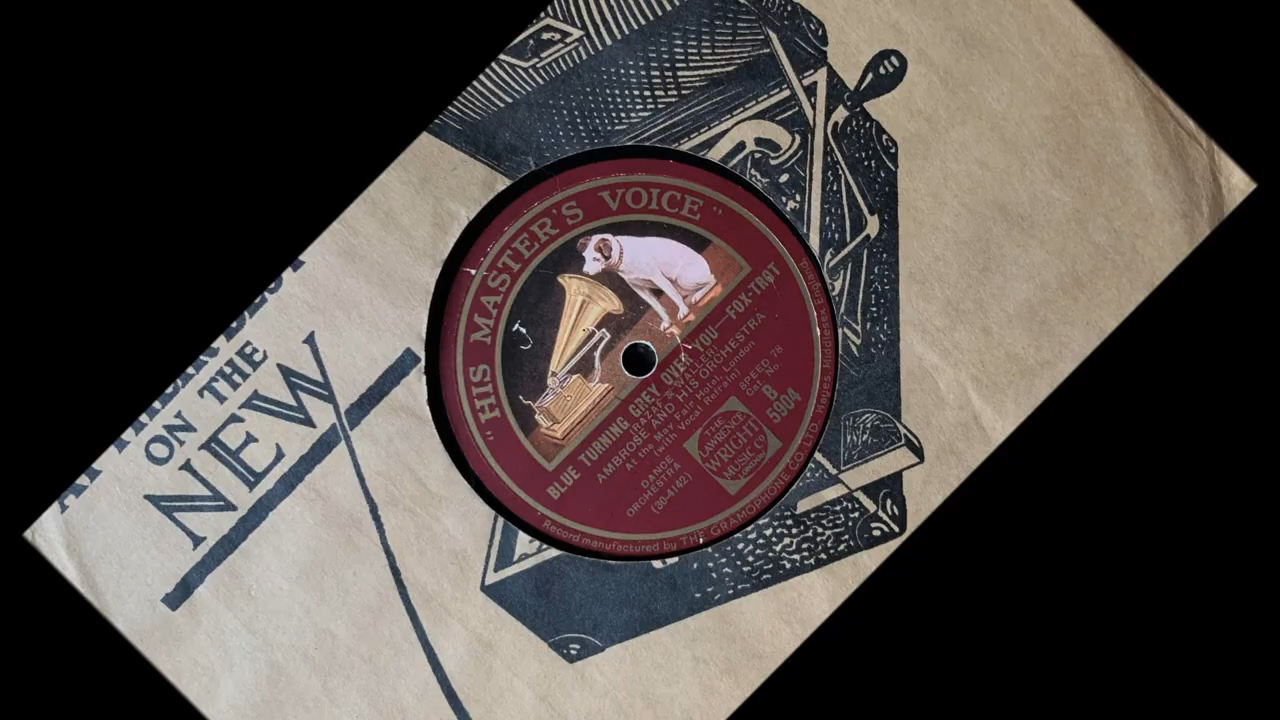 ON THE
NEW
"HIS MASTER'S VOICE"
BLUE TURNING GREY OVER YOU—FOX-TROT
(RAZAF & WALLER)
AMBROSE AND HIS ORCHESTRA
At the May Fair Hotel, London
(with Vocal Refrain)
DANCE
ORCHESTRA
(30-4142)
THE
LAWRENCE
WRIGHT
MUSIC Co
LONDON
SPEED 78
Cat. No
B
5904
Record manufactured by THE GRAMOPHONE CO. LTD. Hayes, Middlesex, England.